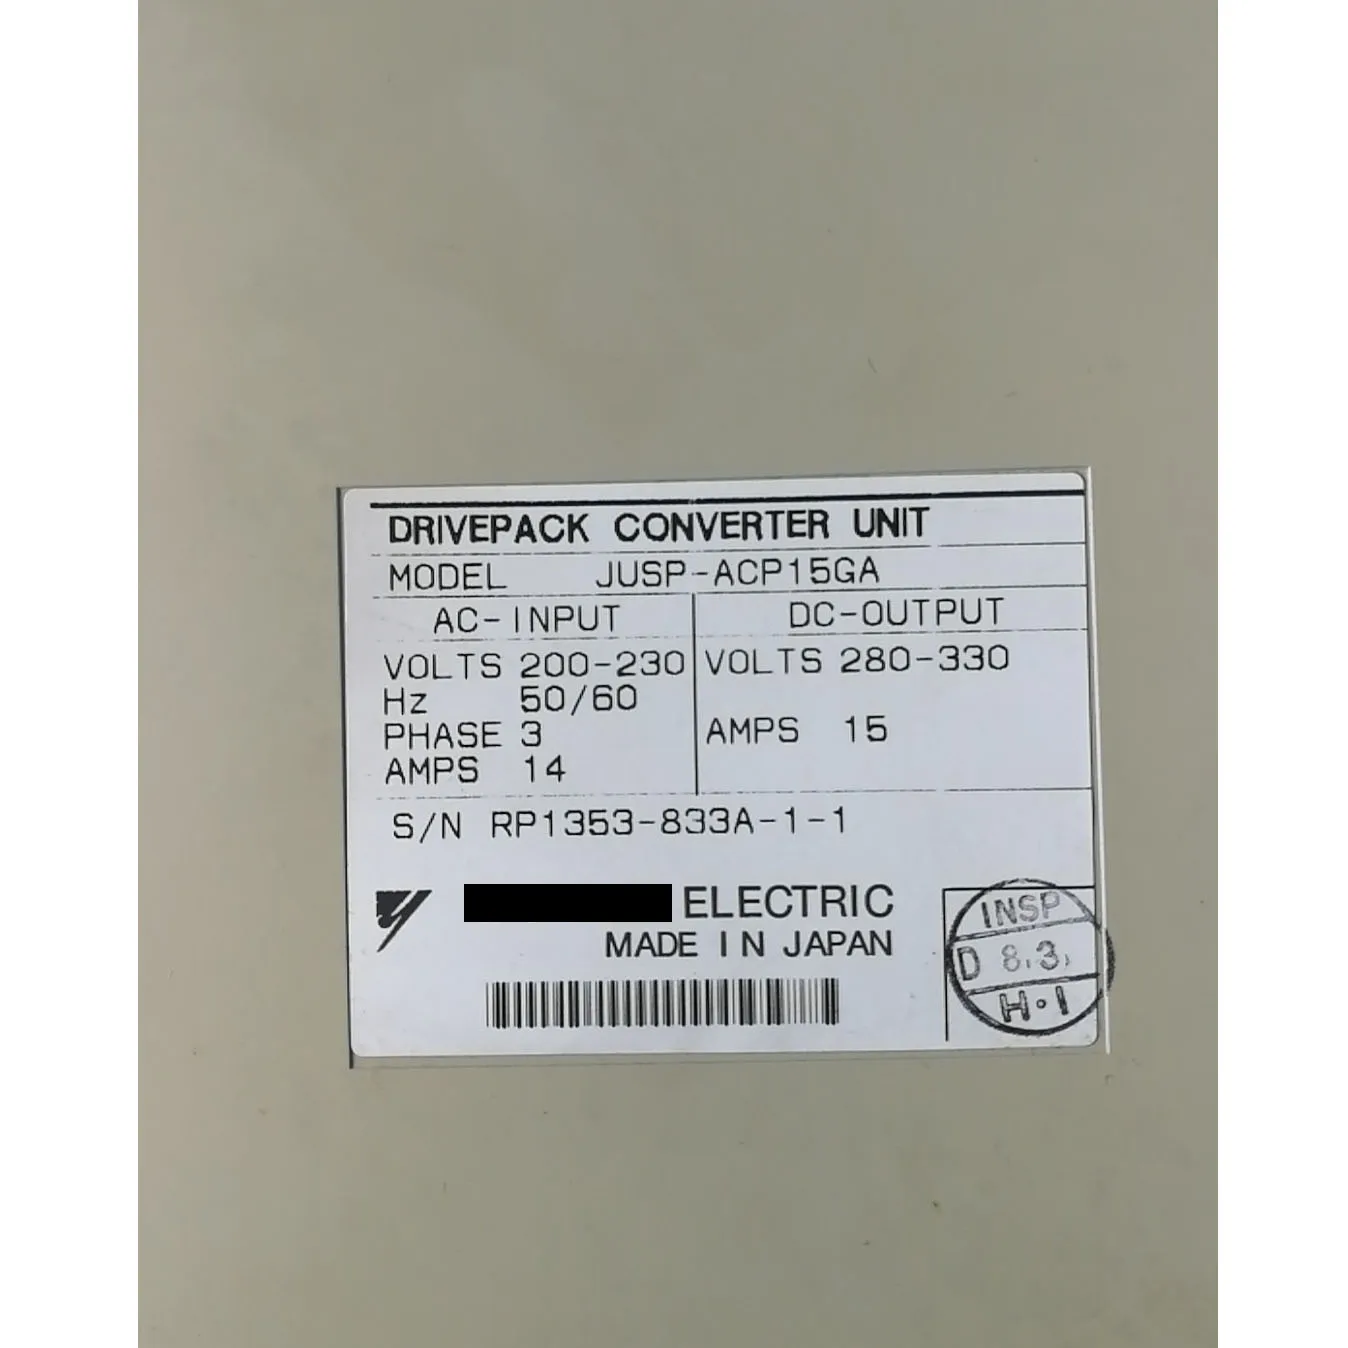 DRIVEPACK CONVERTER UNIT
MODEL JUSP-ACP15GA
AC-INPUT DC-OUTPUT
VOLTS 200-230 VOLTS 280-330
Hz 50/60
PHASE 3 AMPS 15
AMPS 14
S/N RP1353-833A-1-1
ELECTRIC
MADE IN JAPAN
INSP
D 8.3,
H·I